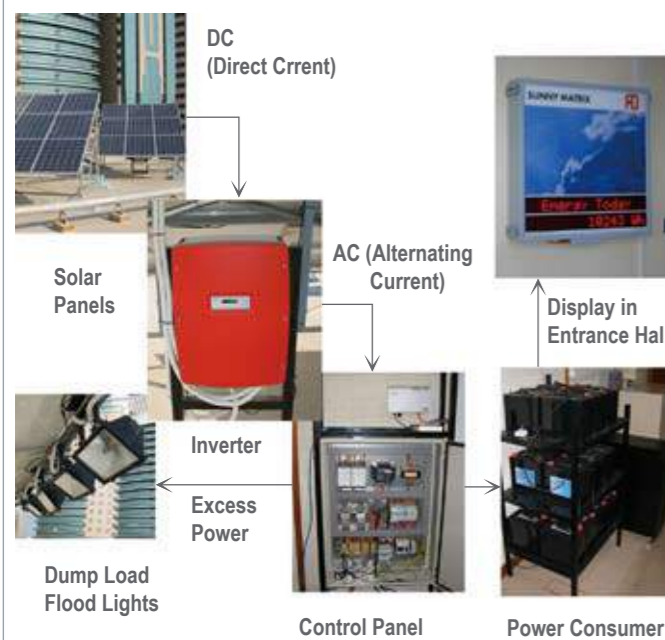 DC
(Direct Crrent)
SUNNY MATRIX
Energy Today
10243 Wh
AC (Alternating
Current)
Solar
Panels
Display in
Entrance Hal
Inverter
Excess
Power
Dump Load
Flood Lights
Control Panel
Power Consumer